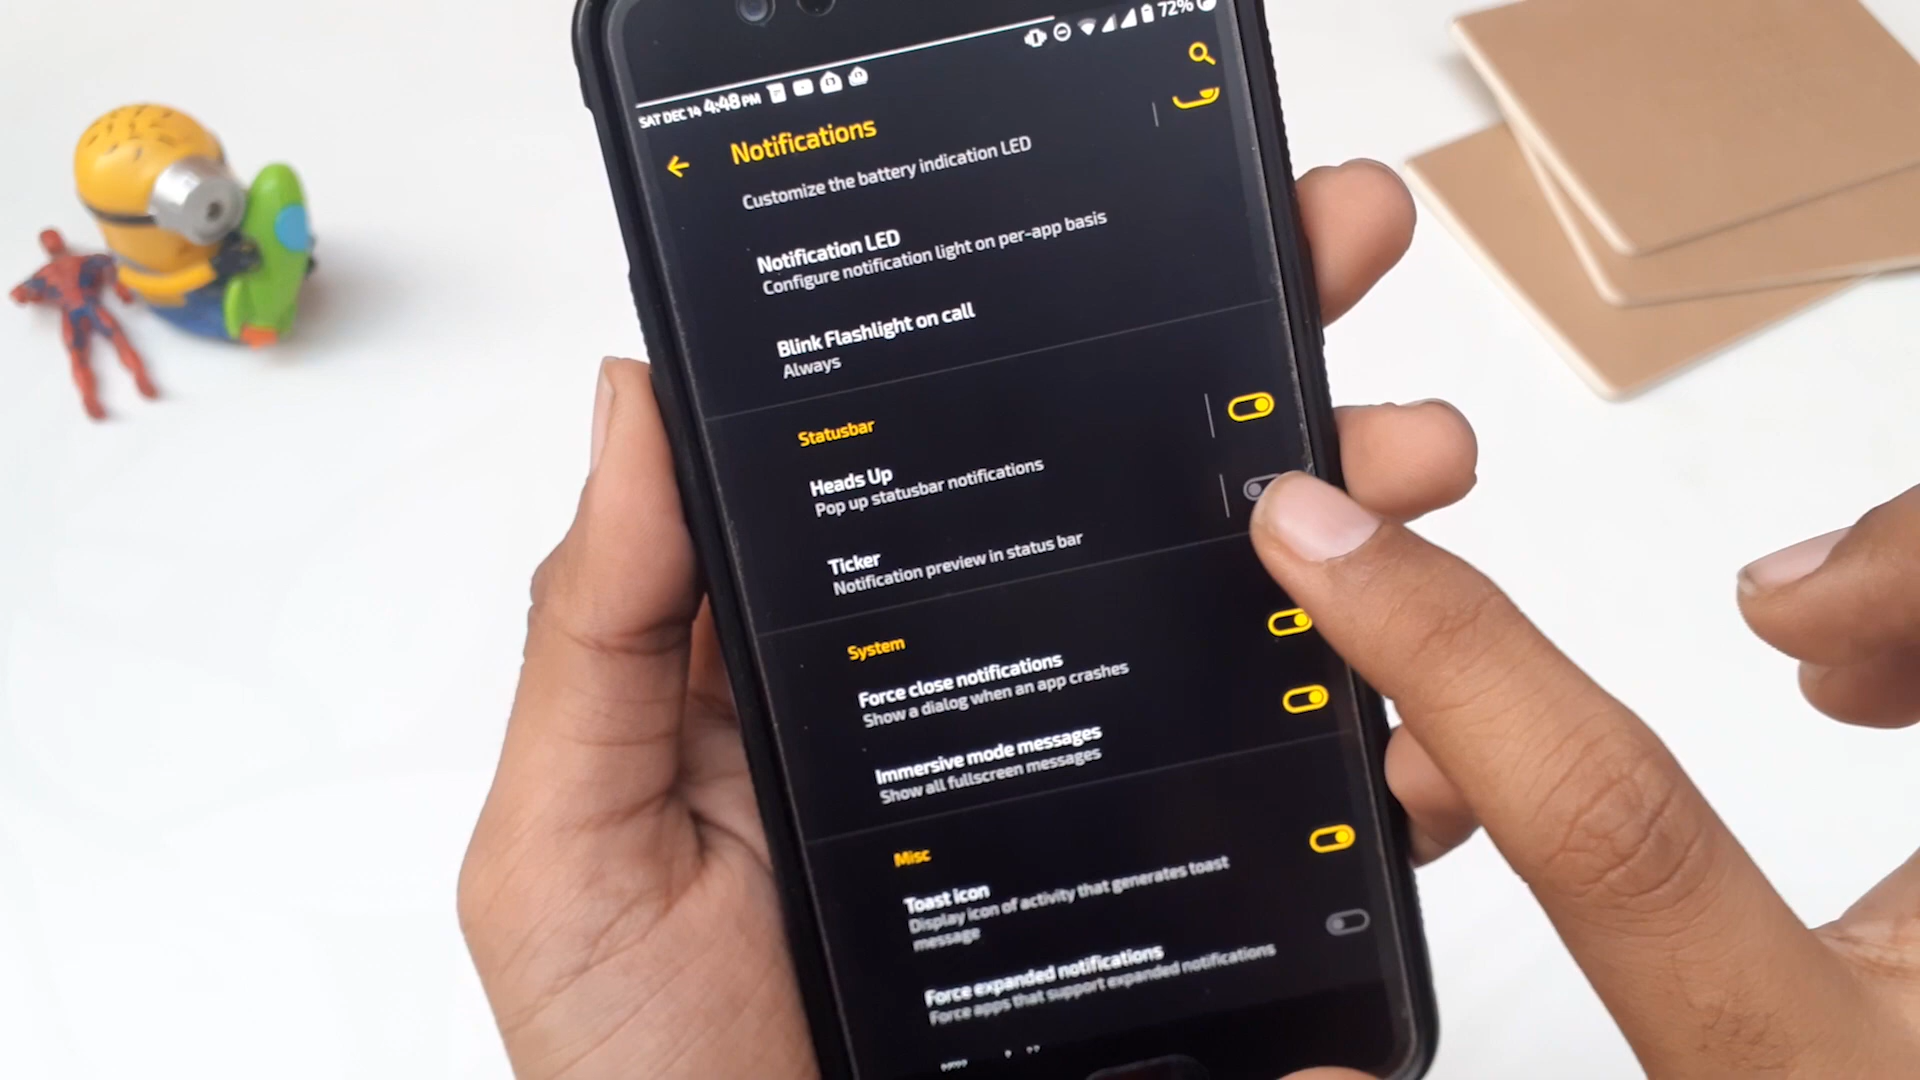 72%
SAT DEC 14 4:48 PM
Notifications
Customize the battery indication LED
Notification LED
Configure notification light on per-app basis
Blink Flashlight on call
Always
Statusbar
Heads Up
Pop up statusbar notifications
Ticker
Notification preview in status bar
System
Force close notifications
Show a dialog when an app crashes
Immersive mode messages
Show all fullscreen messages
Misc
Toast icon
Display icon of activity that generates toast
message
Force expanded notifications
Force apps that support expanded notifications